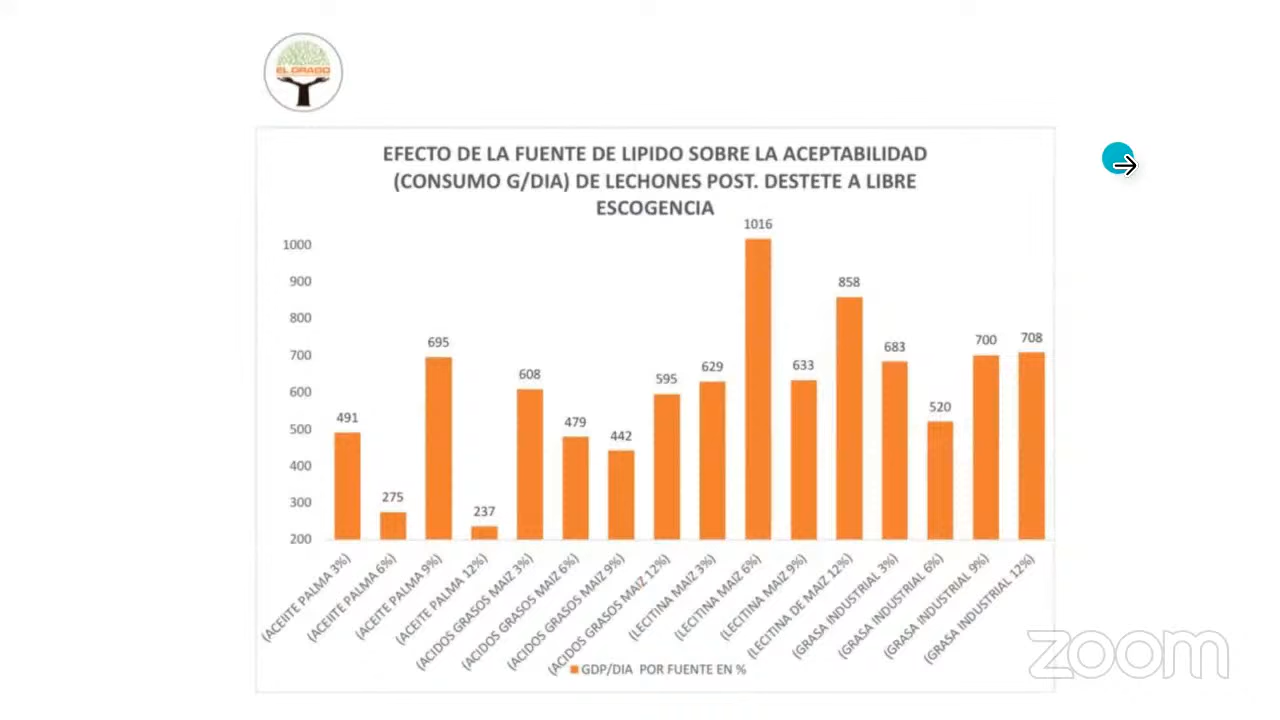 EL GRAGO
EFECTO DE LA FUENTE DE LIPIDO SOBRE LA ACEPTABILIDAD
(CONSUMO G/DIA) DE LECHONES POST. DESTETE A LIBRE
ESCOGENCIA
1000
900
800
700
600
500
400
300
200
491
275
695
237
608
479
442
595
629
1016
633
858
683
520
700
708
(ACEIITE PALMA 3%)
(ACEIITE PALMA 6%)
(ACEITE PALMA 9%)
(ACEITE PALMA 12%)
(ACIDOS GRASOS MAIZ 3%)
(ACIDOS GRASOS MAIZ 6%)
(ACIDOS GRASOS MAIZ 9%)
(ACIDOS GRASOS MAIZ 12%)
(LECITINA MAIZ 3%)
(LECITINA MAIZ 6%)
(LECITINA MAIZ 9%)
(LECITINA DE MAIZ 12%)
(GRASA INDUSTRIAL 3%)
(GRASA INDUSTRIAL 6%)
(GRASA INDUSTRIAL 9%)
(GRASA INDUSTRIAL 12%)
GDP/DIA POR FUENTE EN %
zoom